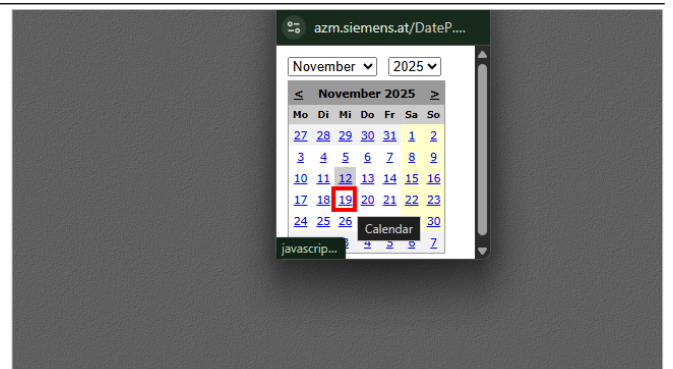 azm.siemens.at/DateP....
November 2025
< November 2025 >
Mo Di Mi Do Fr Sa So
27 28 29 30 31 1 2
3 4 5 6 7 8 9
10 11 12 13 14 15 16
17 18 19 20 21 22 23
24 25 26 30
Calendar
4 5 6 7
javascrip...